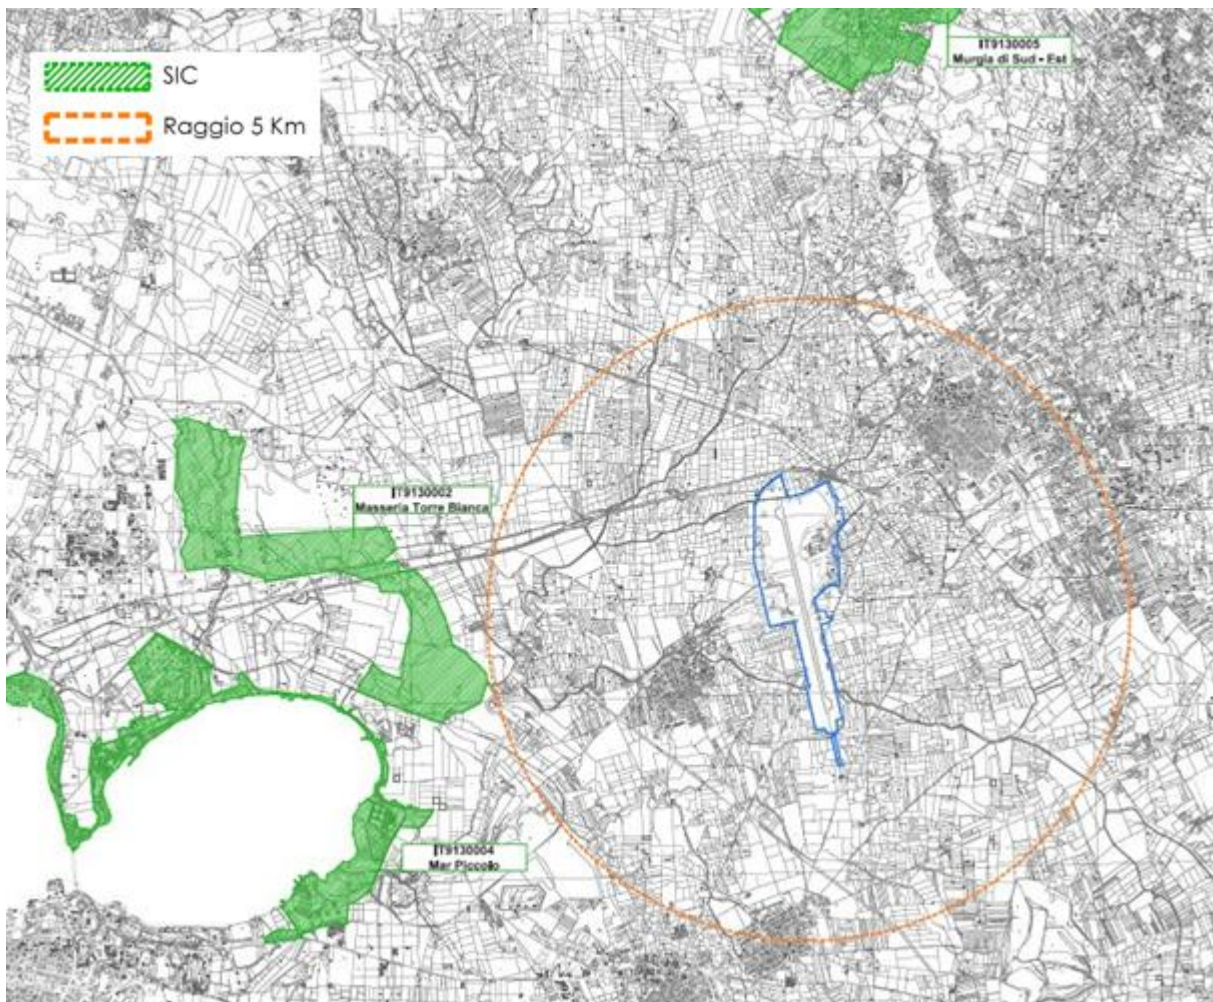 SIC
Raggio 5 Km
IT9130005
Murgia di Sud - Est
IT9130002
Masseria Torre Bianca
IT9130004
Mar Piccolo